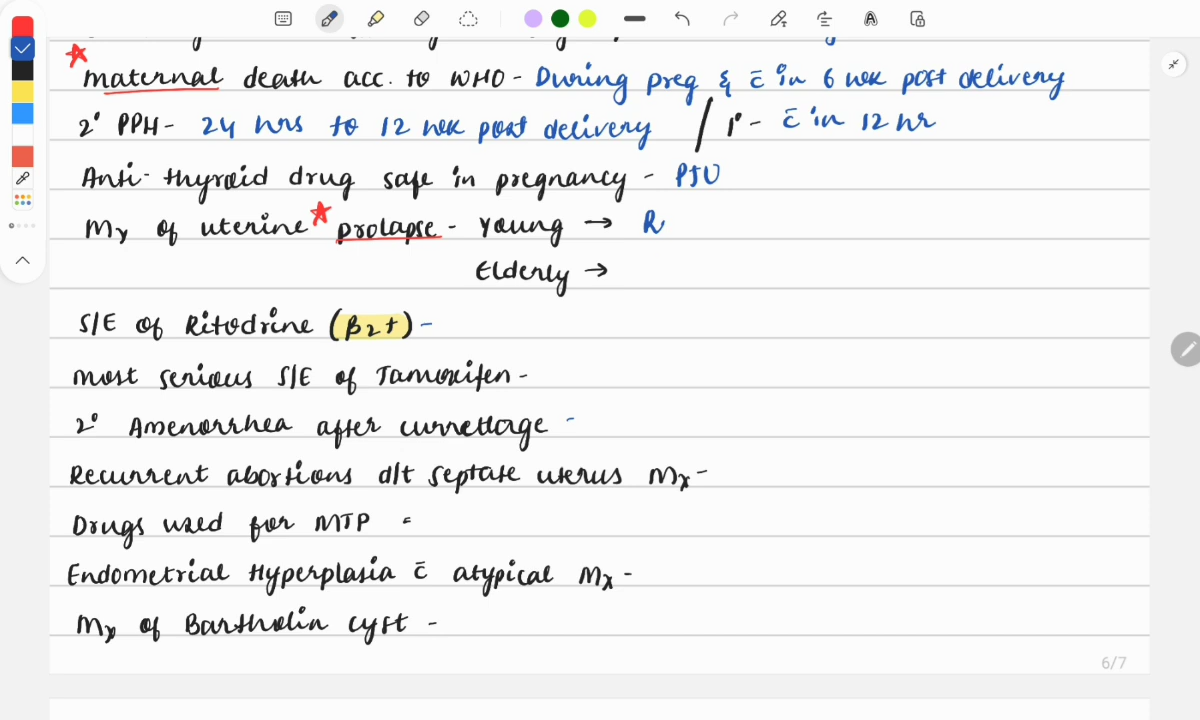 maternal death acc. to WHO - During preg & c̄ in 6 wk post delivery
2° PPH - 24 hrs to 12 wk post delivery / 1° - c̄ in 12 hr
Anti-thyroid drug safe in pregnancy - PTU
Mx of uterine prolapse - Young → R
Elderly →
S/E of Ritodrine (β2+) -
most serious S/E of Tamoxifen -
2° Amenorrhea after currettage -
Recurrent abortions d/t septate uterus Mx -
Drugs used for MTP -
Endometrial Hyperplasia c̄ atypical Mx -
Mx of Bartholin cyst -
6/7